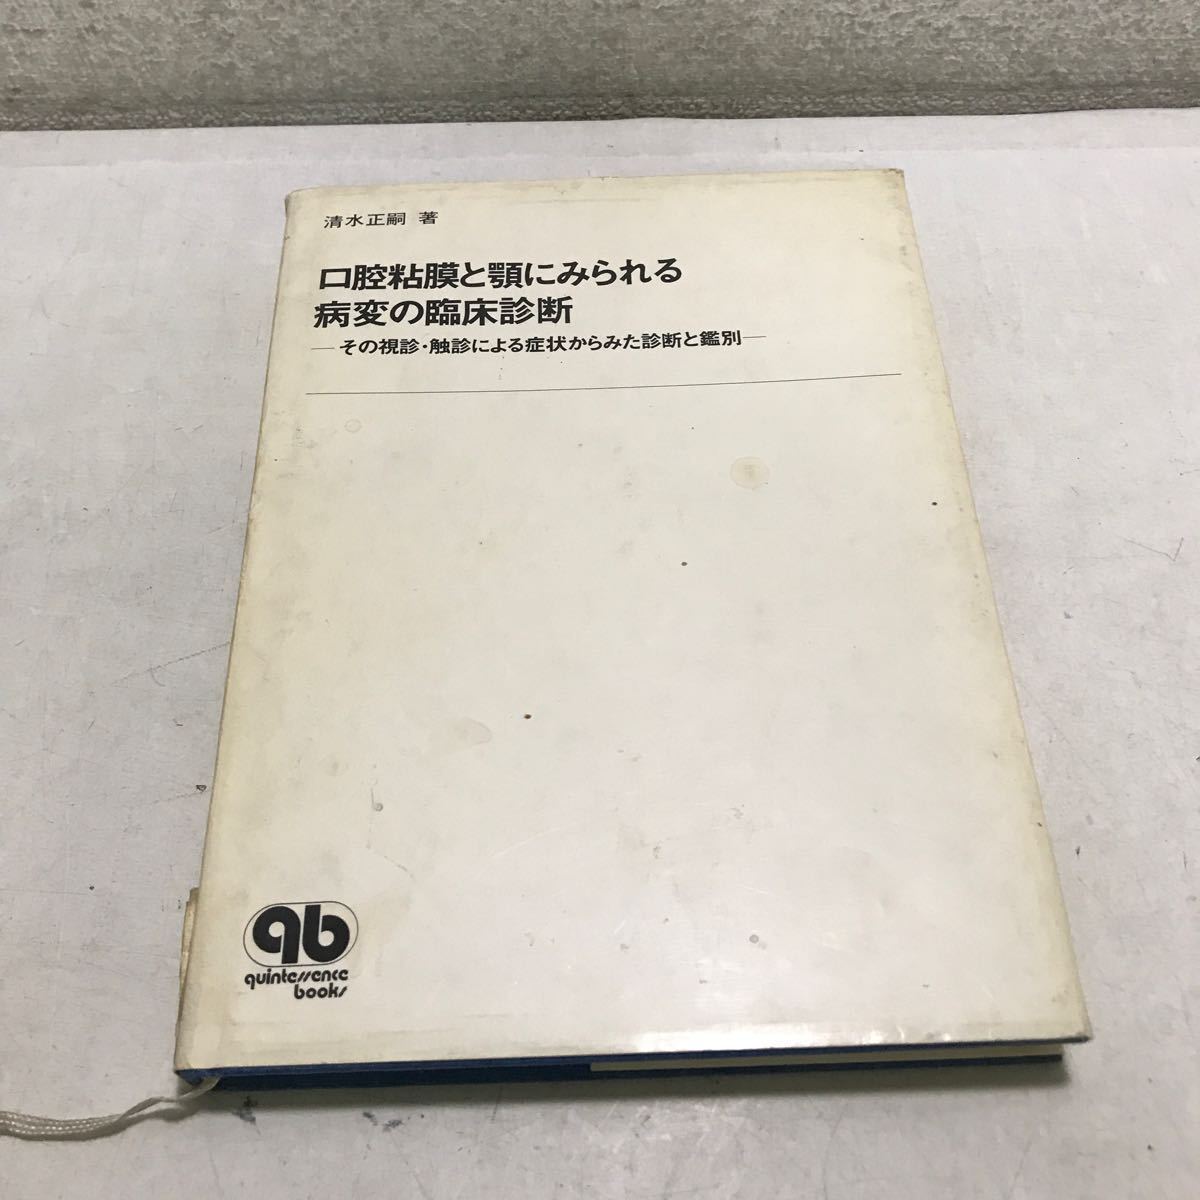 清水正嗣 著
口腔粘膜と顎にみられる
病変の臨床診断
―その視診・触診による症状からみた診断と鑑別―
qb
quintessence
books